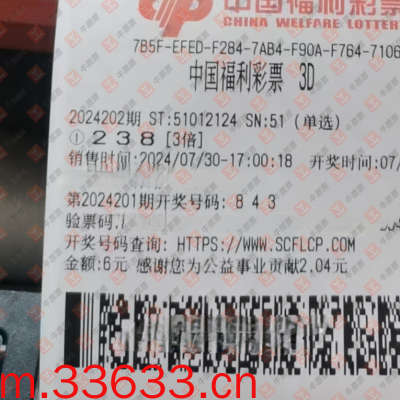 中国福利彩票
CHINA WELFARE LOTTERY
7B5F-EFED-F284-7AB4-F90A-F764-7106
中国福利彩票 3D
2024202期 ST:51012124 SN:51 (单选)
①238[3倍]
销售时间:2024/07/30-17:00:18 开奖时间:07/
第2024201期开奖号码: 8 4 3
验票码:
开奖号码查询: HTTPS://WWW.SCFLCP.COM
金额:6元 感谢您为公益事业贡献2.04元
m.33633.cn